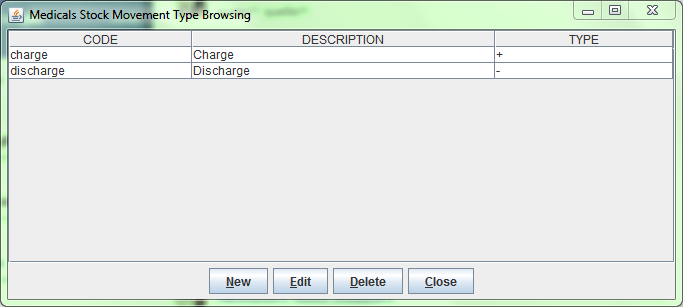 Medicals Stock Movement Type Browsing
CODE DESCRIPTION TYPE
charge Charge +
discharge Discharge -
New Edit Delete Close